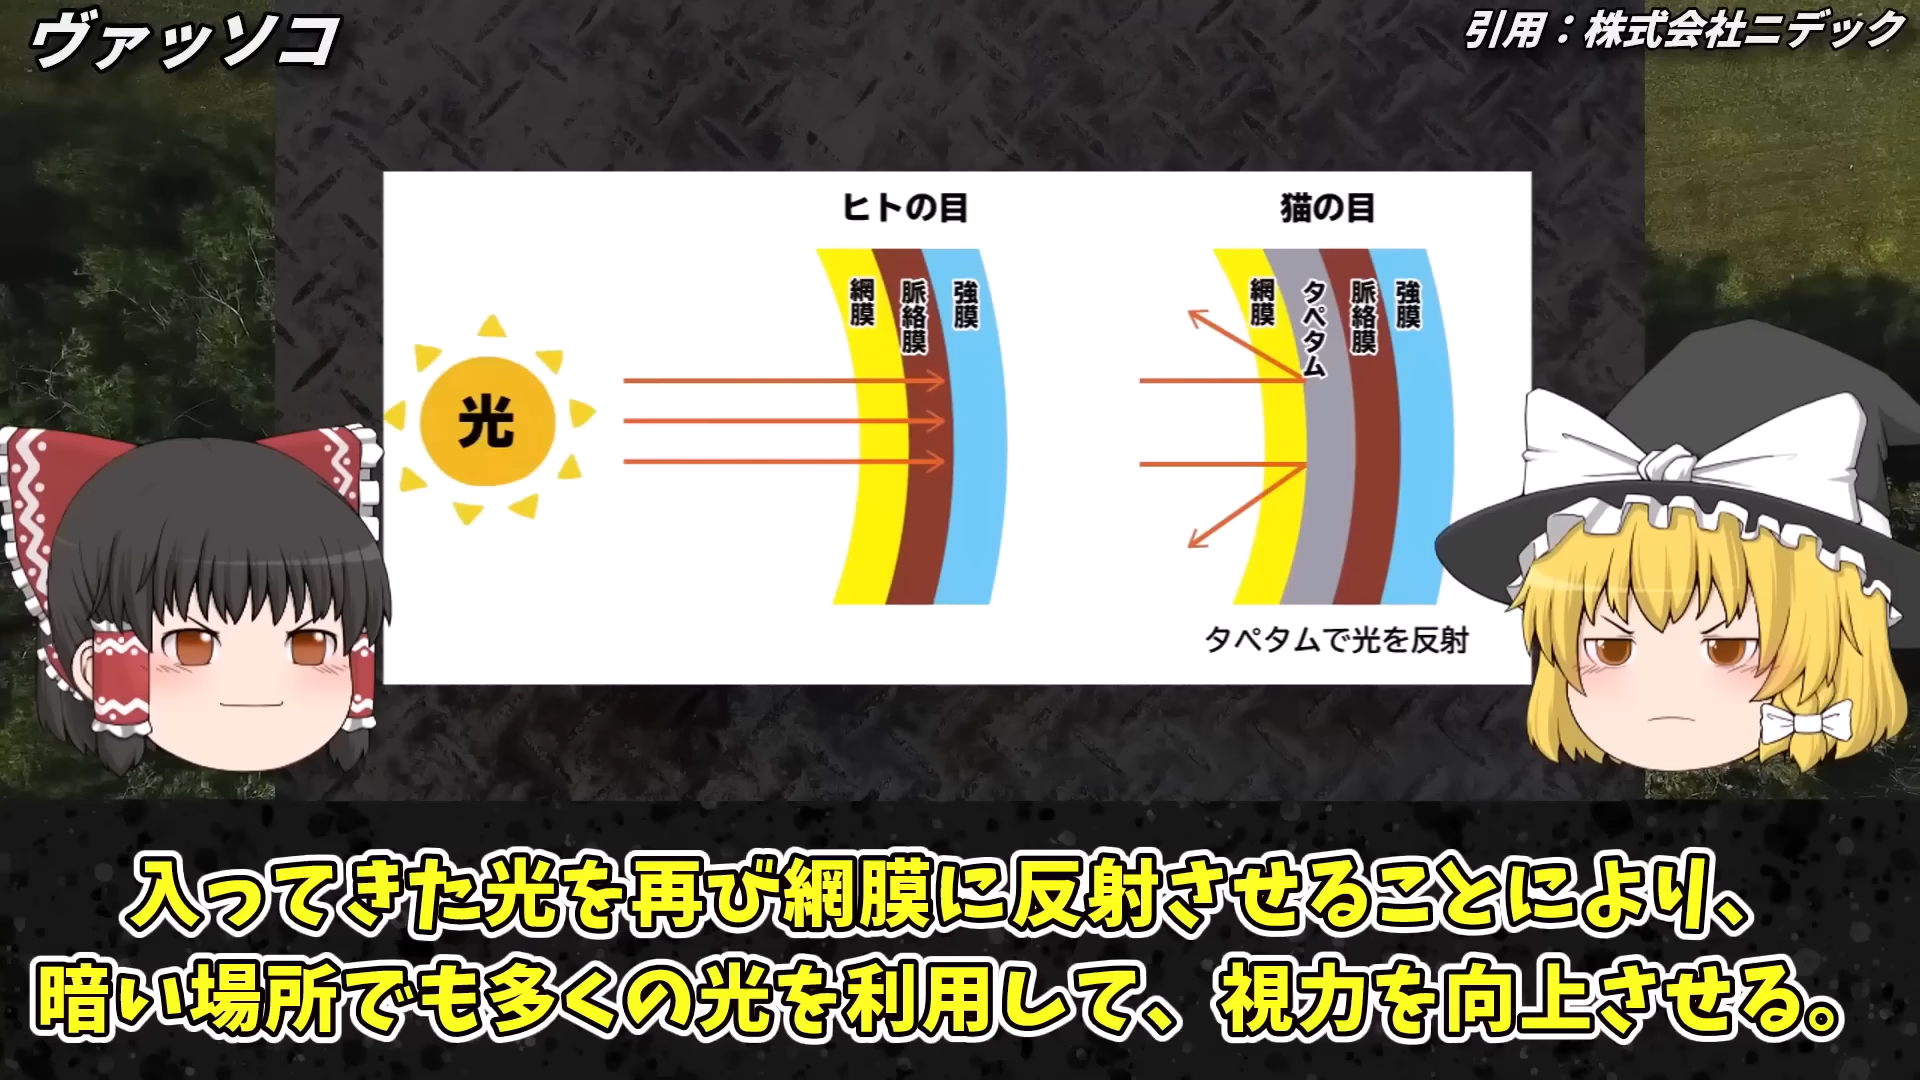 ヴァッソコ
引用：株式会社ニデック
ヒトの目
猫の目
網膜
脈絡膜
強膜
網膜
タペタム
脈絡膜
強膜
光
タペタムで光を反射
入ってきた光を再び網膜に反射させることにより、
暗い場所でも多くの光を利用して、視力を向上させる。